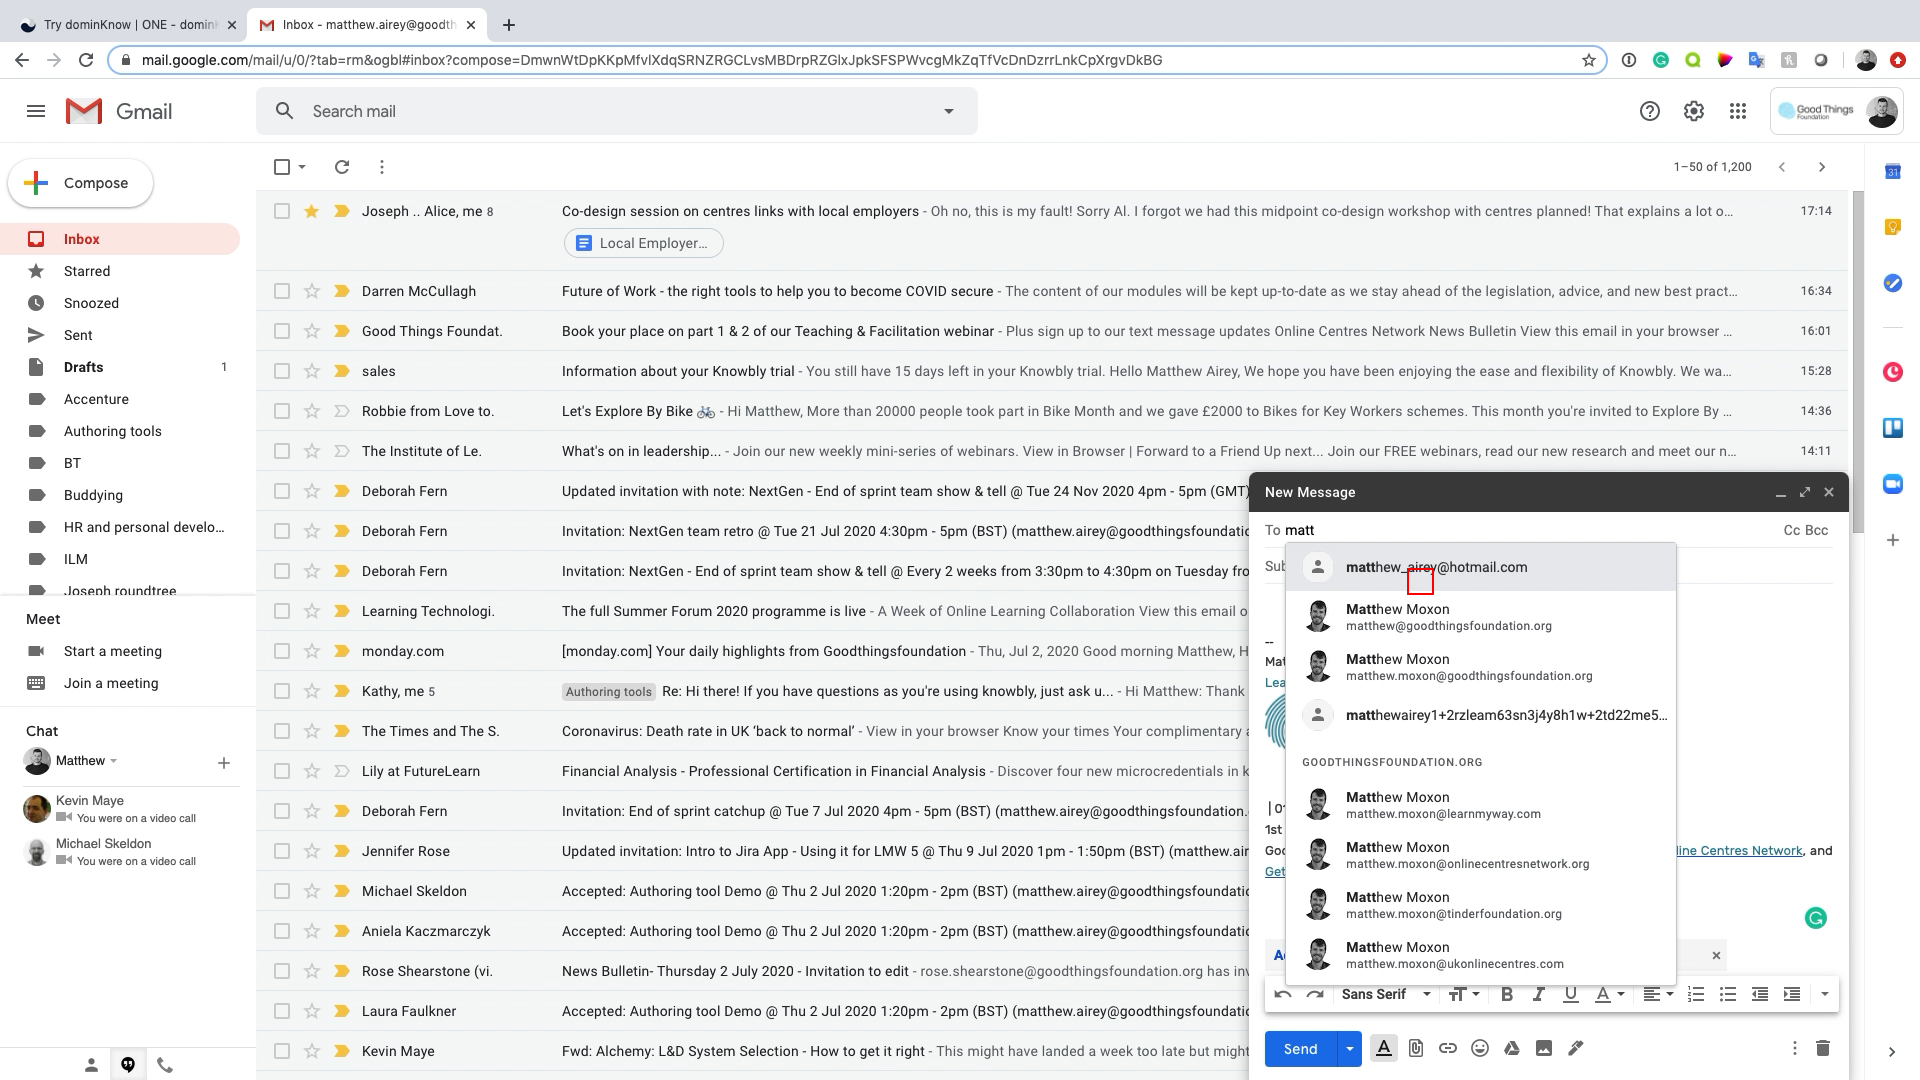 Try dominKnow | ONE - domin
Inbox - matthew.airey@goodth
mail.google.com/mail/u/0/?tab=rm&ogbl#inbox?compose=DmwnWtDpKKpMfvlXdqSRNZRGCLvsMBDrpRZGlxJpkSFSPWvcgMkZqTfVcDnDzrrLnkCpXrgvDkBG
Gmail
Search mail
Good Things
Foundation
Compose
1–50 of 1,200
Inbox
Starred
Snoozed
Sent
Drafts 1
Accenture
Authoring tools
BT
Buddying
HR and personal develo...
ILM
Joseph roundtree
Meet
Start a meeting
Join a meeting
Chat
Matthew
Kevin Maye
You were on a video call
Michael Skeldon
You were on a video call
Joseph .. Alice, me 8 Co-design session on centres links with local employers - Oh no, this is my fault! Sorry Al. I forgot we had this midpoint co-design workshop with centres planned! That explains a lot o... 17:14
Local Employer...
Darren McCullagh Future of Work - the right tools to help you to become COVID secure - The content of our modules will be kept up-to-date as we stay ahead of the legislation, advice, and new best pract... 16:34
Good Things Foundat. Book your place on part 1 & 2 of our Teaching & Facilitation webinar - Plus sign up to our text message updates Online Centres Network News Bulletin View this email in your browser ... 16:01
sales Information about your Knowbly trial - You still have 15 days left in your Knowbly trial. Hello Matthew Airey, We hope you have been enjoying the ease and flexibility of Knowbly. We wa... 15:28
Robbie from Love to. Let's Explore By Bike 🚲 - Hi Matthew, More than 20000 people took part in Bike Month and we gave £2000 to Bikes for Key Workers schemes. This month you're invited to Explore By ... 14:36
The Institute of Le. What's on in leadership... - Join our new weekly mini-series of webinars. View in Browser | Forward to a Friend Up next... Join our FREE webinars, read our new research and meet our n... 14:11
Deborah Fern Updated invitation with note: NextGen - End of sprint team show & tell @ Tue 24 Nov 2020 4pm - 5pm (GMT)
Deborah Fern Invitation: NextGen team retro @ Tue 21 Jul 2020 4:30pm - 5pm (BST) (matthew.airey@goodthingsfoundatio
Deborah Fern Invitation: NextGen - End of sprint team show & tell @ Every 2 weeks from 3:30pm to 4:30pm on Tuesday fro
Learning Technologi. The full Summer Forum 2020 programme is live - A Week of Online Learning Collaboration View this email o
monday.com [monday.com] Your daily highlights from Goodthingsfoundation - Thu, Jul 2, 2020 Good morning Matthew, H
Kathy, me 5 Authoring tools Re: Hi there! If you have questions as you're using knowbly, just ask u... - Hi Matthew: Thank
The Times and The S. Coronavirus: Death rate in UK ‘back to normal’ - View in your browser Know your times Your complimentary a
Lily at FutureLearn Financial Analysis - Professional Certification in Financial Analysis - Discover four new microcredentials in k
Deborah Fern Invitation: End of sprint catchup @ Tue 7 Jul 2020 4pm - 5pm (BST) (matthew.airey@goodthingsfoundation.
Jennifer Rose Updated invitation: Intro to Jira App - Using it for LMW 5 @ Thu 9 Jul 2020 1pm - 1:50pm (BST) (matthew.air
Michael Skeldon Accepted: Authoring tool Demo @ Thu 2 Jul 2020 1:20pm - 2pm (BST) (matthew.airey@goodthingsfoundatio
Aniela Kaczmarczyk Accepted: Authoring tool Demo @ Thu 2 Jul 2020 1:20pm - 2pm (BST) (matthew.airey@goodthingsfoundatio
Rose Shearstone (vi. News Bulletin- Thursday 2 July 2020 - Invitation to edit - rose.shearstone@goodthingsfoundation.org has inv
Laura Faulkner Accepted: Authoring tool Demo @ Thu 2 Jul 2020 1:20pm - 2pm (BST) (matthew.airey@goodthingsfoundatio
Kevin Maye Fwd: Alchemy: L&D System Selection - How to get it right - This might have landed a week too late but might
New Message
To matt Cc Bcc
Sub
matthew_airey@hotmail.com
Matthew Moxon
matthew@goodthingsfoundation.org
Matthew Moxon
matthew.moxon@goodthingsfoundation.org
matthewairey1+2rzleam63sn3j4y8h1w+2td22me5...
GOODTHINGSFOUNDATION.ORG
Matthew Moxon
matthew.moxon@learnmyway.com
Matthew Moxon
matthew.moxon@onlinecentresnetwork.org
Matthew Moxon
matthew.moxon@tinderfoundation.org
Matthew Moxon
matthew.moxon@ukonlinecentres.com
--
Mat
Lea
| 01
1st
Goo line Centres Network, and
Get
Sans Serif
Send
31